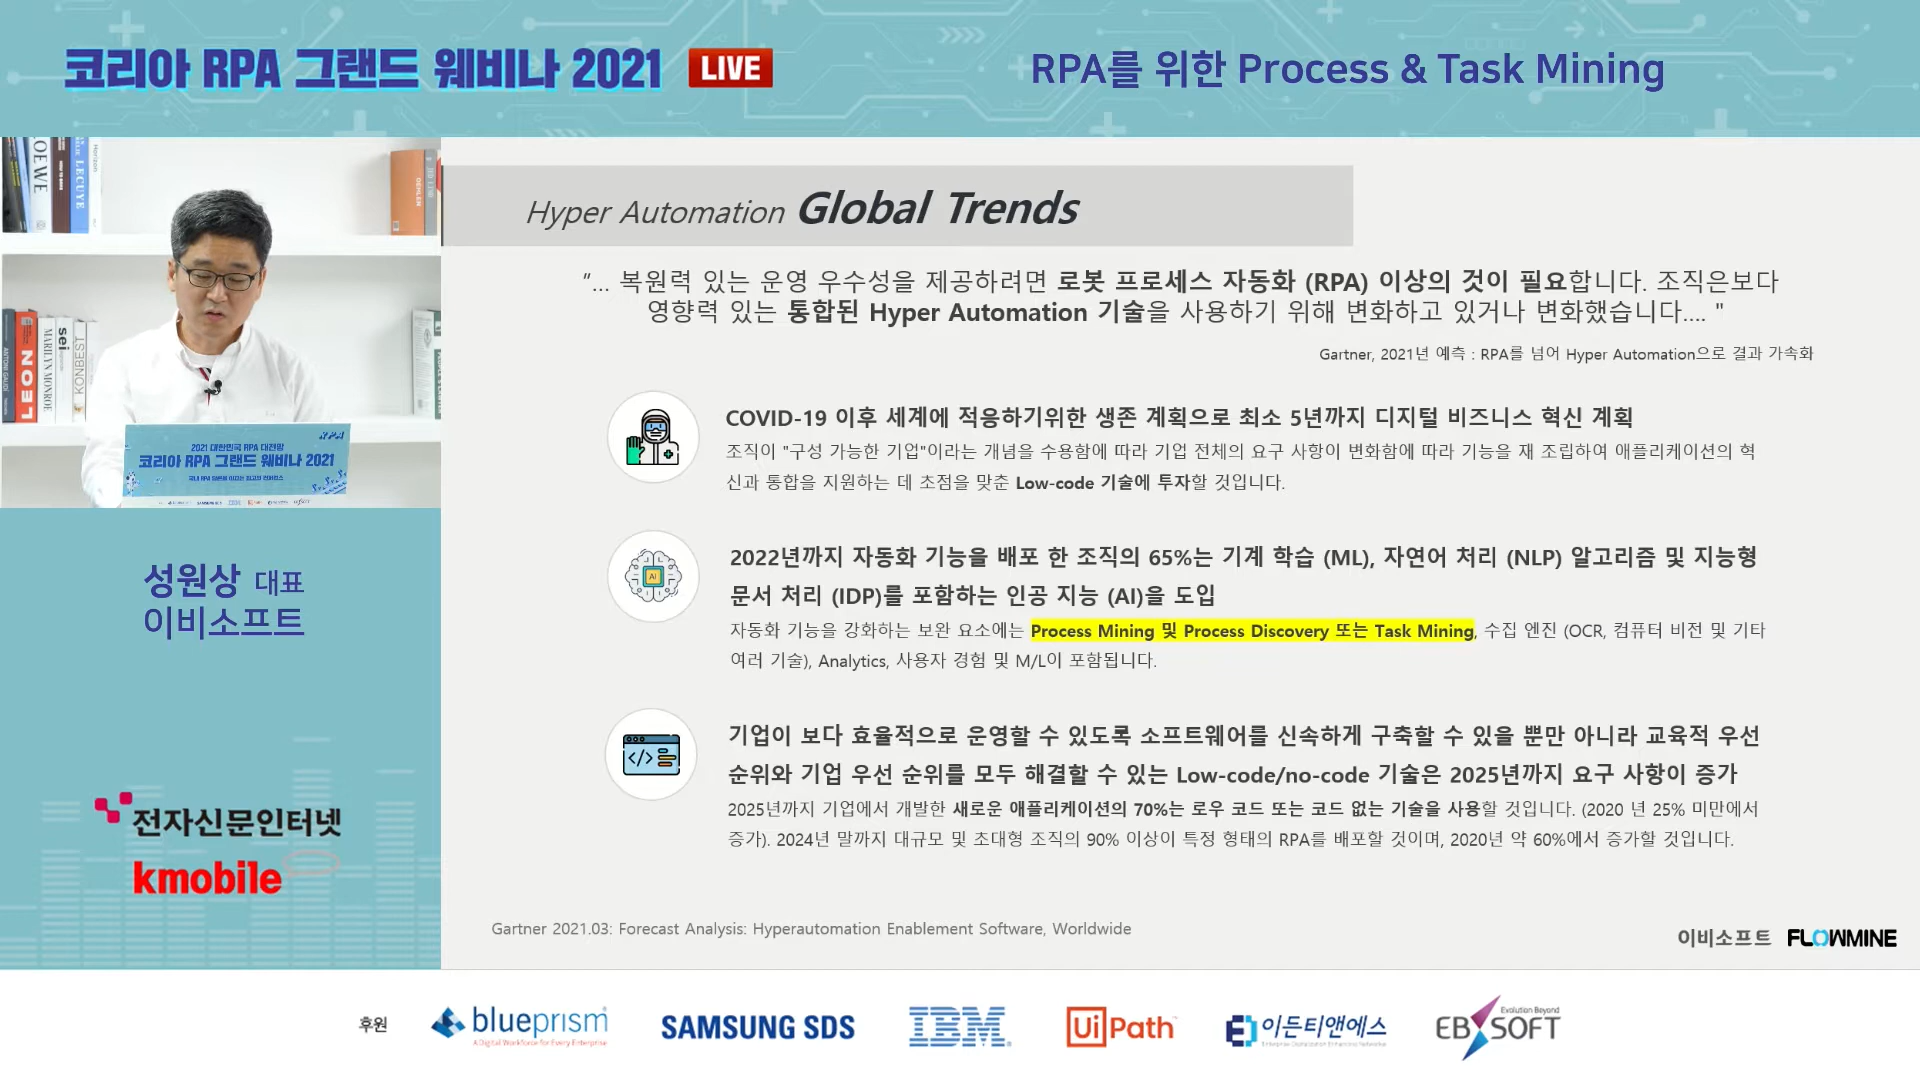 코리아 RPA 그랜드 웨비나 2021 LIVE
RPA를 위한 Process & Task Mining
OEWE
LECUYE
Horizon
NOEL
MARILYN MONROE
sei
KONBEST
ANTONI GAUDI
2021 대한민국 RPA 대전망
코리아 RPA 그랜드 웨비나 2021
성원상 대표
이비소프트
전자신문인터넷
kmobile
Hyper Automation Global Trends
"... 복원력 있는 운영 우수성을 제공하려면 로봇 프로세스 자동화 (RPA) 이상의 것이 필요합니다. 조직은보다
영향력 있는 통합된 Hyper Automation 기술을 사용하기 위해 변화하고 있거나 변화했습니다.... "
Gartner, 2021년 예측 : RPA를 넘어 Hyper Automation으로 결과 가속화
COVID-19 이후 세계에 적응하기위한 생존 계획으로 최소 5년까지 디지털 비즈니스 혁신 계획
조직이 "구성 가능한 기업"이라는 개념을 수용함에 따라 기업 전체의 요구 사항이 변화함에 따라 기능을 재 조립하여 애플리케이션의 혁
신과 통합을 지원하는 데 초점을 맞춘 Low-code 기술에 투자할 것입니다.
AI
2022년까지 자동화 기능을 배포 한 조직의 65%는 기계 학습 (ML), 자연어 처리 (NLP) 알고리즘 및 지능형
문서 처리 (IDP)를 포함하는 인공 지능 (AI)을 도입
자동화 기능을 강화하는 보완 요소에는 Process Mining 및 Process Discovery 또는 Task Mining, 수집 엔진 (OCR, 컴퓨터 비전 및 기타
여러 기술), Analytics, 사용자 경험 및 M/L이 포함됩니다.
기업이 보다 효율적으로 운영할 수 있도록 소프트웨어를 신속하게 구축할 수 있을 뿐만 아니라 교육적 우선
순위와 기업 우선 순위를 모두 해결할 수 있는 Low-code/no-code 기술은 2025년까지 요구 사항이 증가
2025년까지 기업에서 개발한 새로운 애플리케이션의 70%는 로우 코드 또는 코드 없는 기술을 사용할 것입니다. (2020 년 25% 미만에서
증가). 2024년 말까지 대규모 및 초대형 조직의 90% 이상이 특정 형태의 RPA를 배포할 것이며, 2020년 약 60%에서 증가할 것입니다.
Gartner 2021.03: Forecast Analysis: Hyperautomation Enablement Software, Worldwide
이비소프트 FLOWMINE
후원
blueprism
A Digital Workforce for Every Enterprise
SAMSUNG SDS
IBM
UiPath
이든티앤에스
Evolution Beyond
EBSOFT